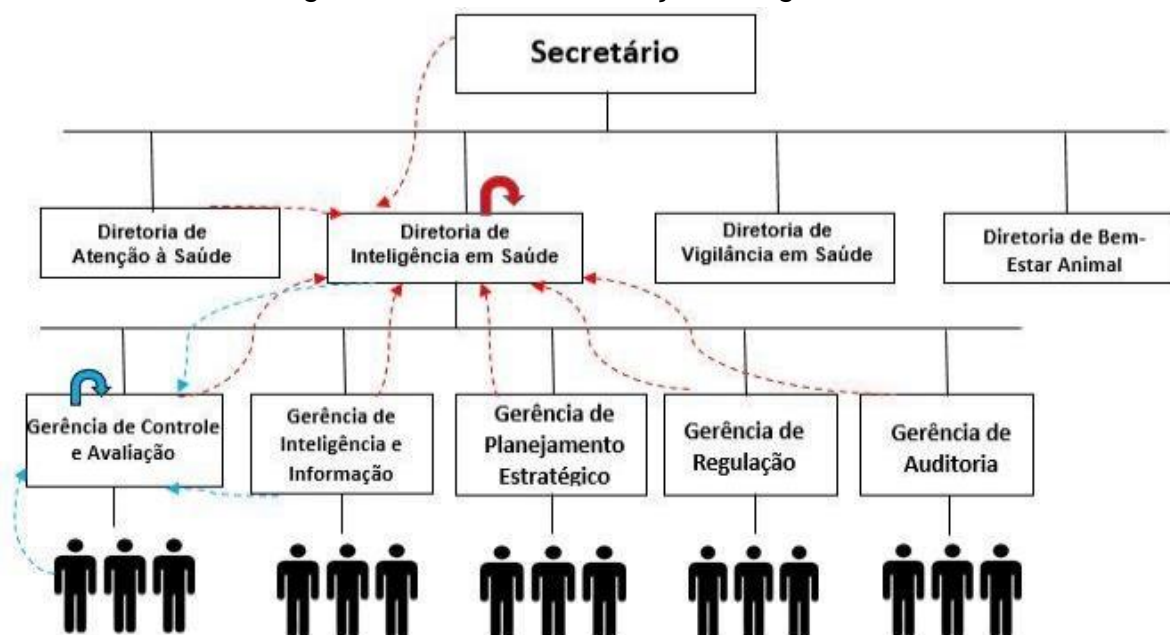 Secretário
Diretoria de
Atenção à Saúde
Diretoria de
Inteligência em Saúde
Diretoria de
Vigilância em Saúde
Diretoria de Bem-
Estar Animal
Gerência de Controle
e Avaliação
Gerência de
Inteligência e
Informação
Gerência de
Planejamento
Estratégico
Gerência de
Regulação
Gerência de
Auditoria